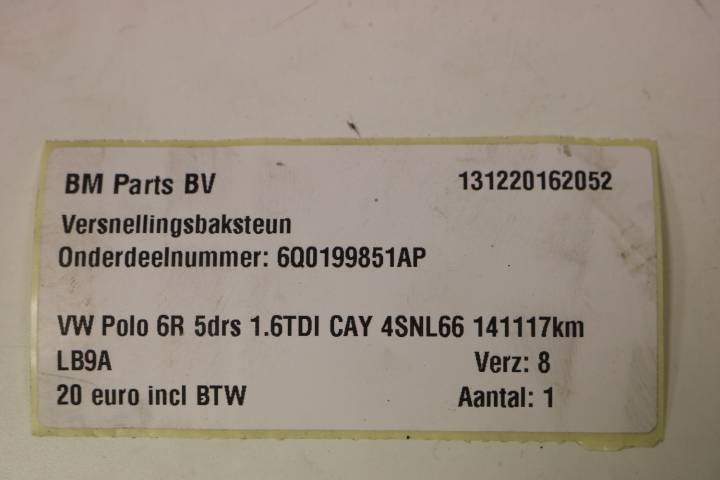 BM Parts BV 131220162052
Versnellingsbaksteun
Onderdeelnummer: 6Q0199851AP
VW Polo 6R 5drs 1.6TDI CAY 4SNL66 141117km
LB9A Verz: 8
20 euro incl BTW Aantal: 1